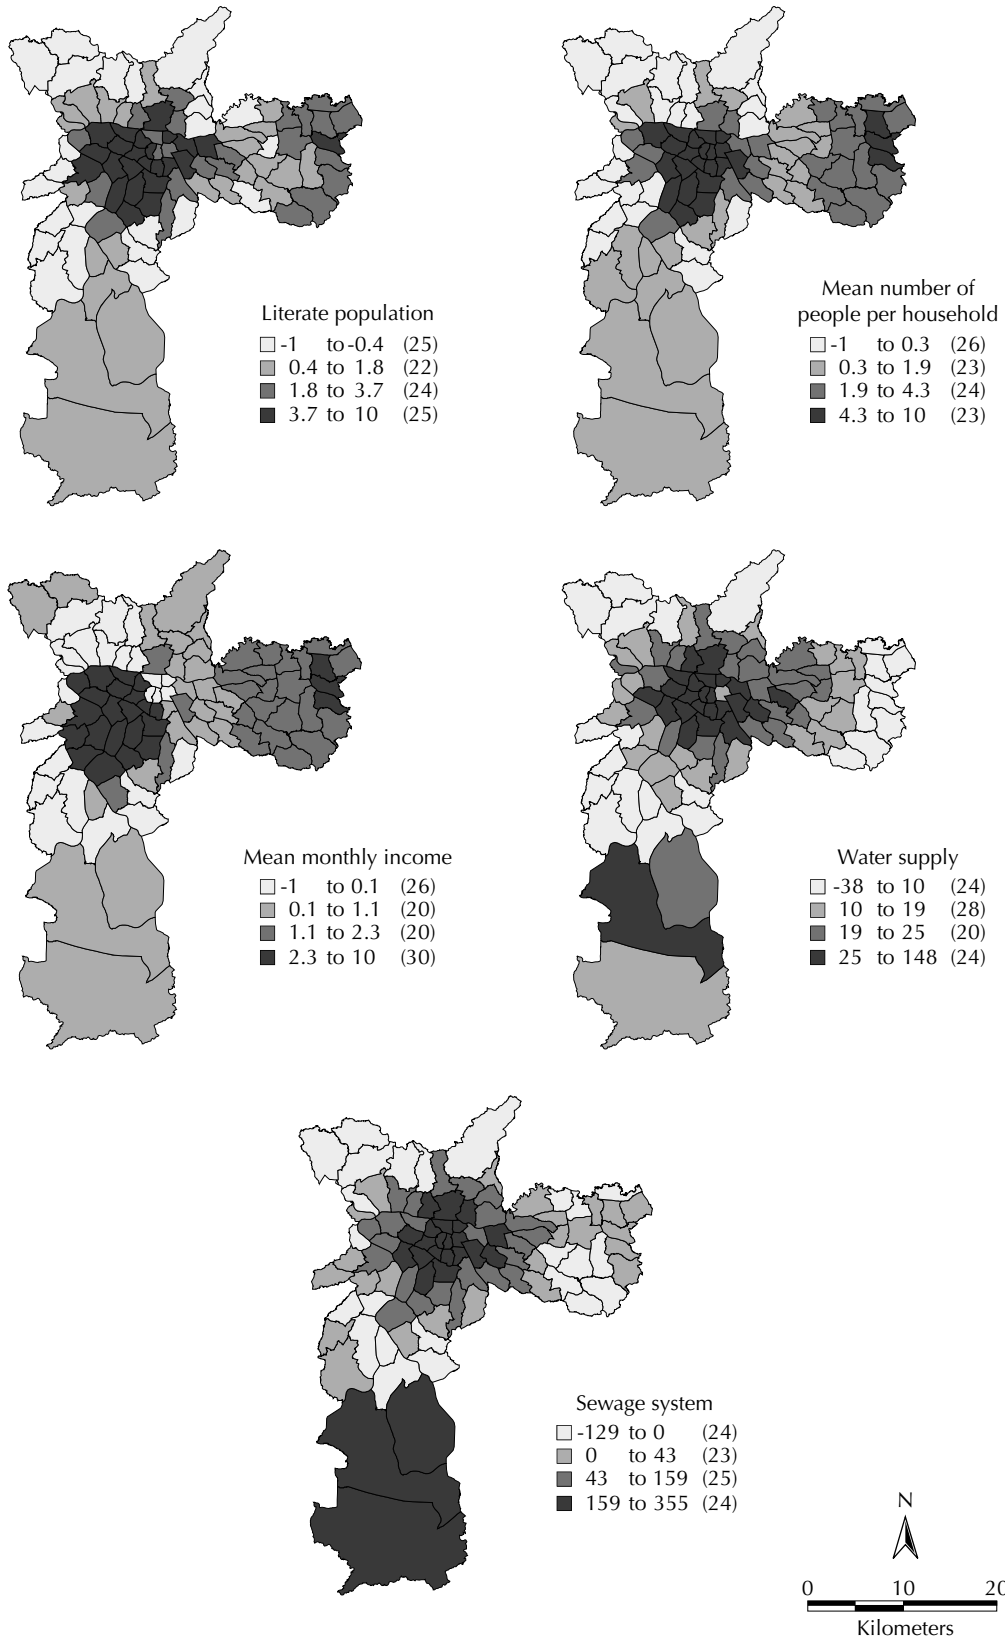 Literate population
-1 to -0.4 (25)
0.4 to 1.8 (22)
1.8 to 3.7 (24)
3.7 to 10 (25)
Mean number of
people per household
-1 to 0.3 (26)
0.3 to 1.9 (23)
1.9 to 4.3 (24)
4.3 to 10 (23)
Mean monthly income
-1 to 0.1 (26)
0.1 to 1.1 (20)
1.1 to 2.3 (20)
2.3 to 10 (30)
Water supply
-38 to 10 (24)
10 to 19 (28)
19 to 25 (20)
25 to 148 (24)
Sewage system
-129 to 0 (24)
0 to 43 (23)
43 to 159 (25)
159 to 355 (24)
N
0 10 20
Kilometers